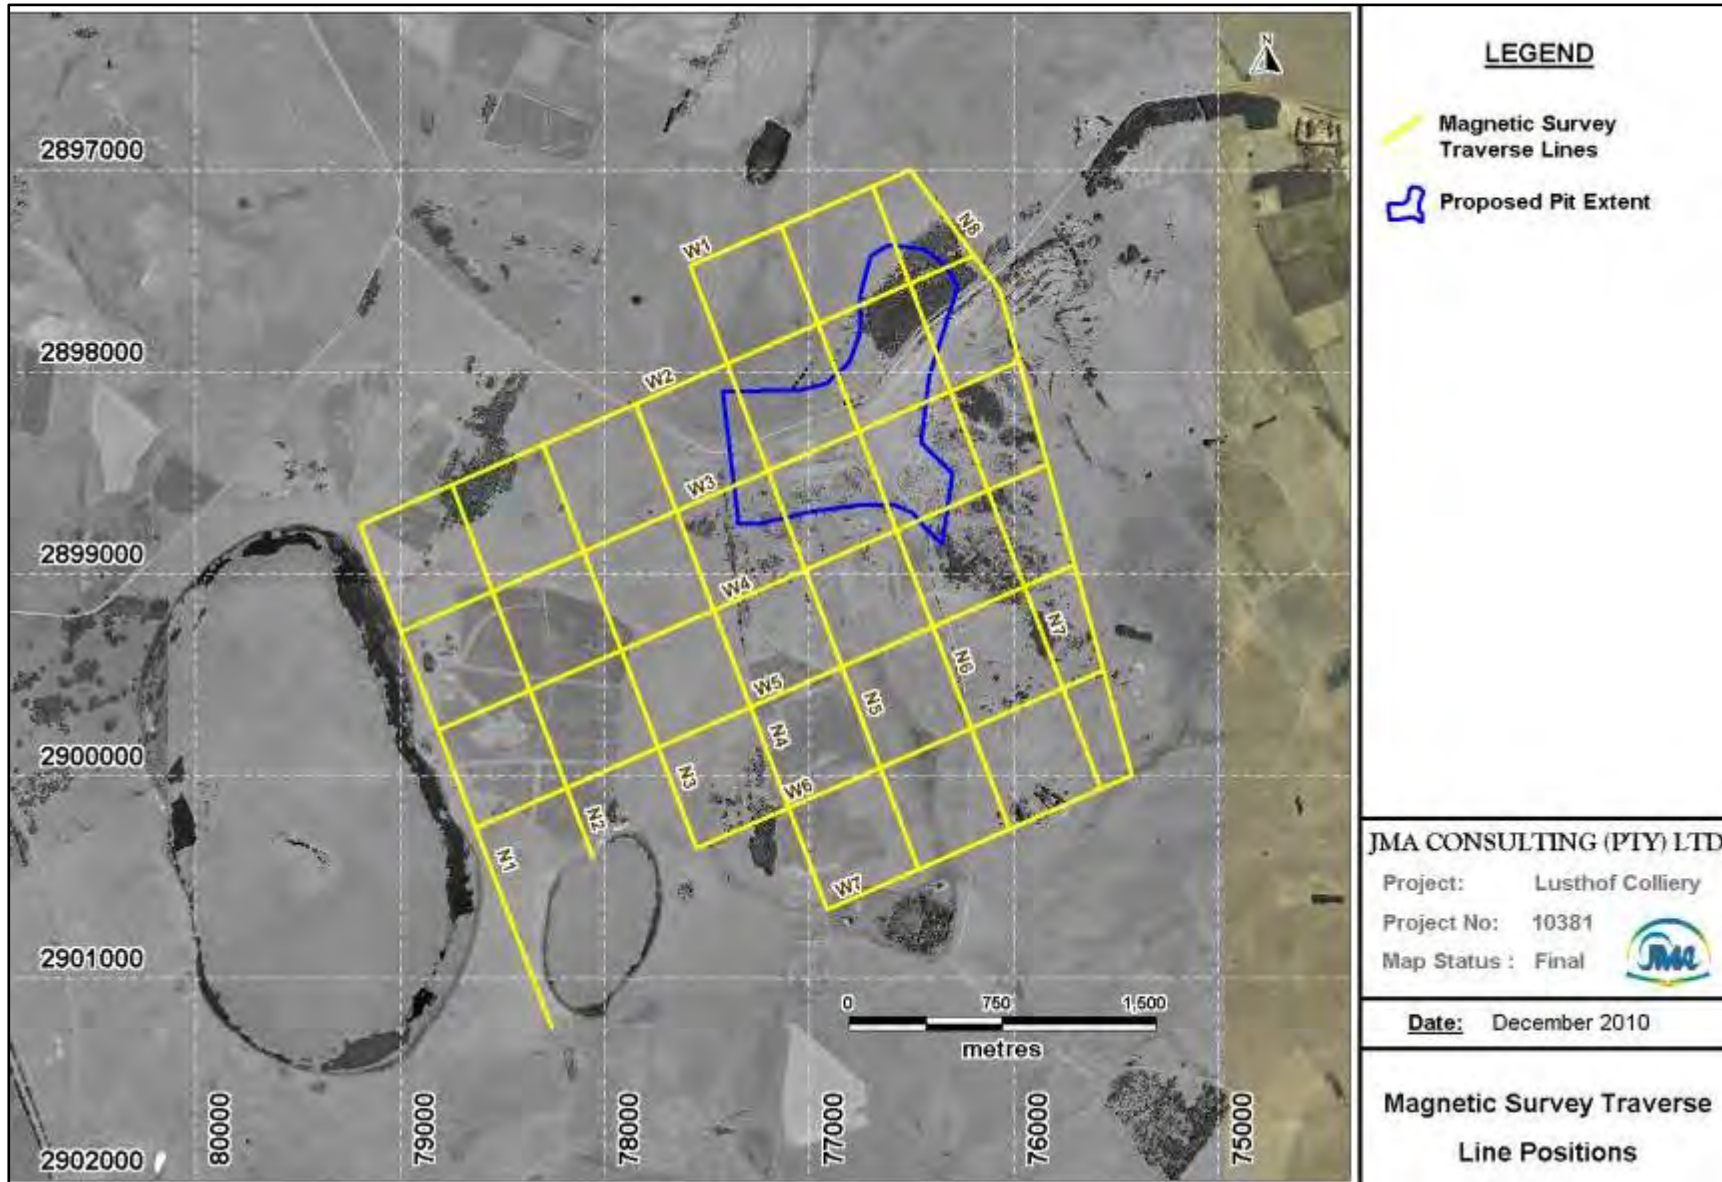 N
2897000
2898000
2899000
2900000
2901000
2902000
80000
79000
78000
77000
76000
75000
W1
W2
W3
W4
W5
W6
W7
N1
N2
N3
N4
N5
N6
N7
N8
0 750 1,500
metres
LEGEND
Magnetic Survey
Traverse Lines
Proposed Pit Extent
JMA CONSULTING (PTY) LTD
Project: Lusthof Colliery
Project No: 10381
Map Status : Final
JMA
Date: December 2010
Magnetic Survey Traverse
Line Positions